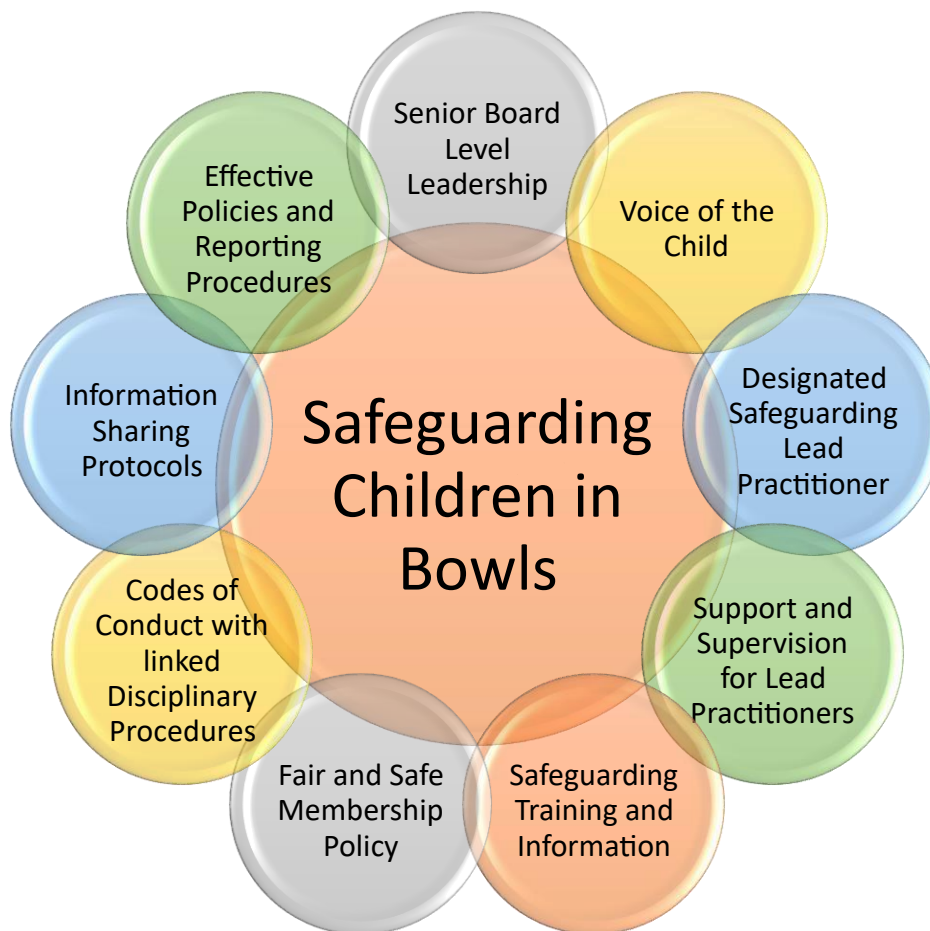 Safeguarding
Children in
Bowls
Senior Board
Level
Leadership
Voice of the
Child
Designated
Safeguarding
Lead
Practitioner
Support and
Supervision
for Lead
Practitioners
Safeguarding
Training and
Information
Fair and Safe
Membership
Policy
Codes of
Conduct with
linked
Disciplinary
Procedures
Information
Sharing
Protocols
Effective
Policies and
Reporting
Procedures